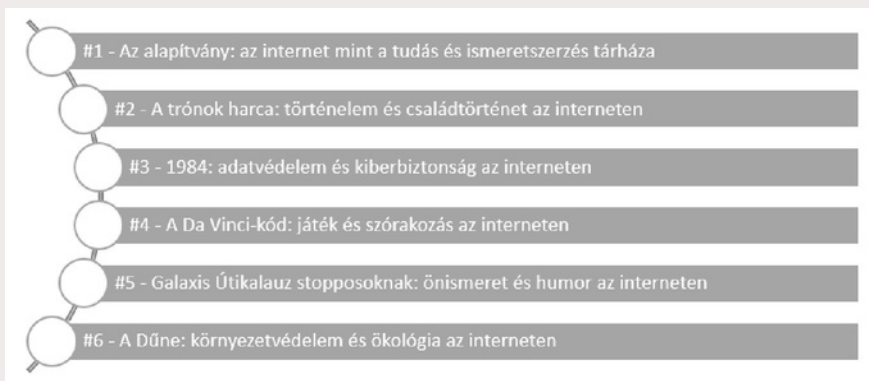 #1 - Az alapítvány: az internet mint a tudás és ismeretszerzés tárháza
#2 - A trónok harca: történelem és családtörténet az interneten
#3 - 1984: adatvédelem és kiberbiztonság az interneten
#4 - A Da Vinci-kód: játék és szórakozás az interneten
#5 - Galaxis Útikalauz stopposoknak: önismeret és humor az interneten
#6 - A Dűne: környezetvédelem és ökológia az interneten